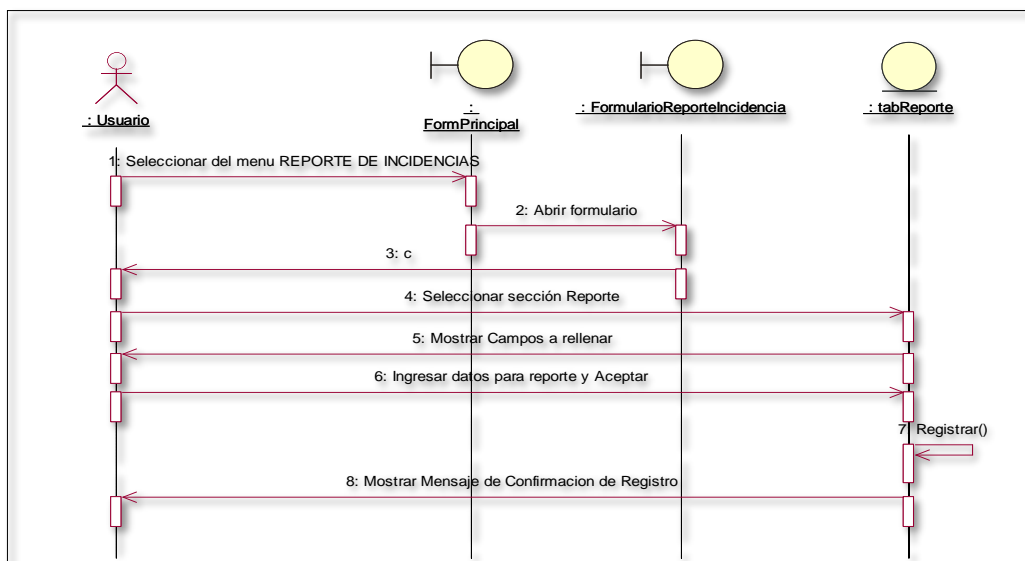 : Usuario
:
FormPrincipal
: FormularioReporteIncidencia
: tabReporte
1: Seleccionar del menu REPORTE DE INCIDENCIAS
2: Abrir formulario
3: c
4: Seleccionar sección Reporte
5: Mostrar Campos a rellenar
6: Ingresar datos para reporte y Aceptar
7: Registrar()
8: Mostrar Mensaje de Confirmacion de Registro